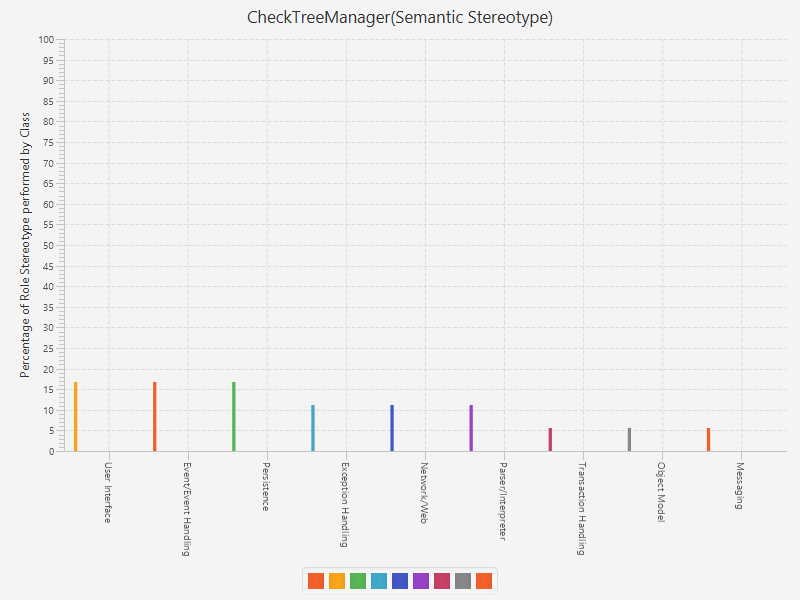 CheckTreeManager(Semantic Stereotype)
Percentage of Role Stereotype performed by Class
100
95
90
85
80
75
70
65
60
55
50
45
40
35
30
25
20
15
10
5
0
User Interface
Event/Event Handling
Persistence
Exception Handling
Network/Web
Parser/Interpreter
Transaction Handling
Object Model
Messaging